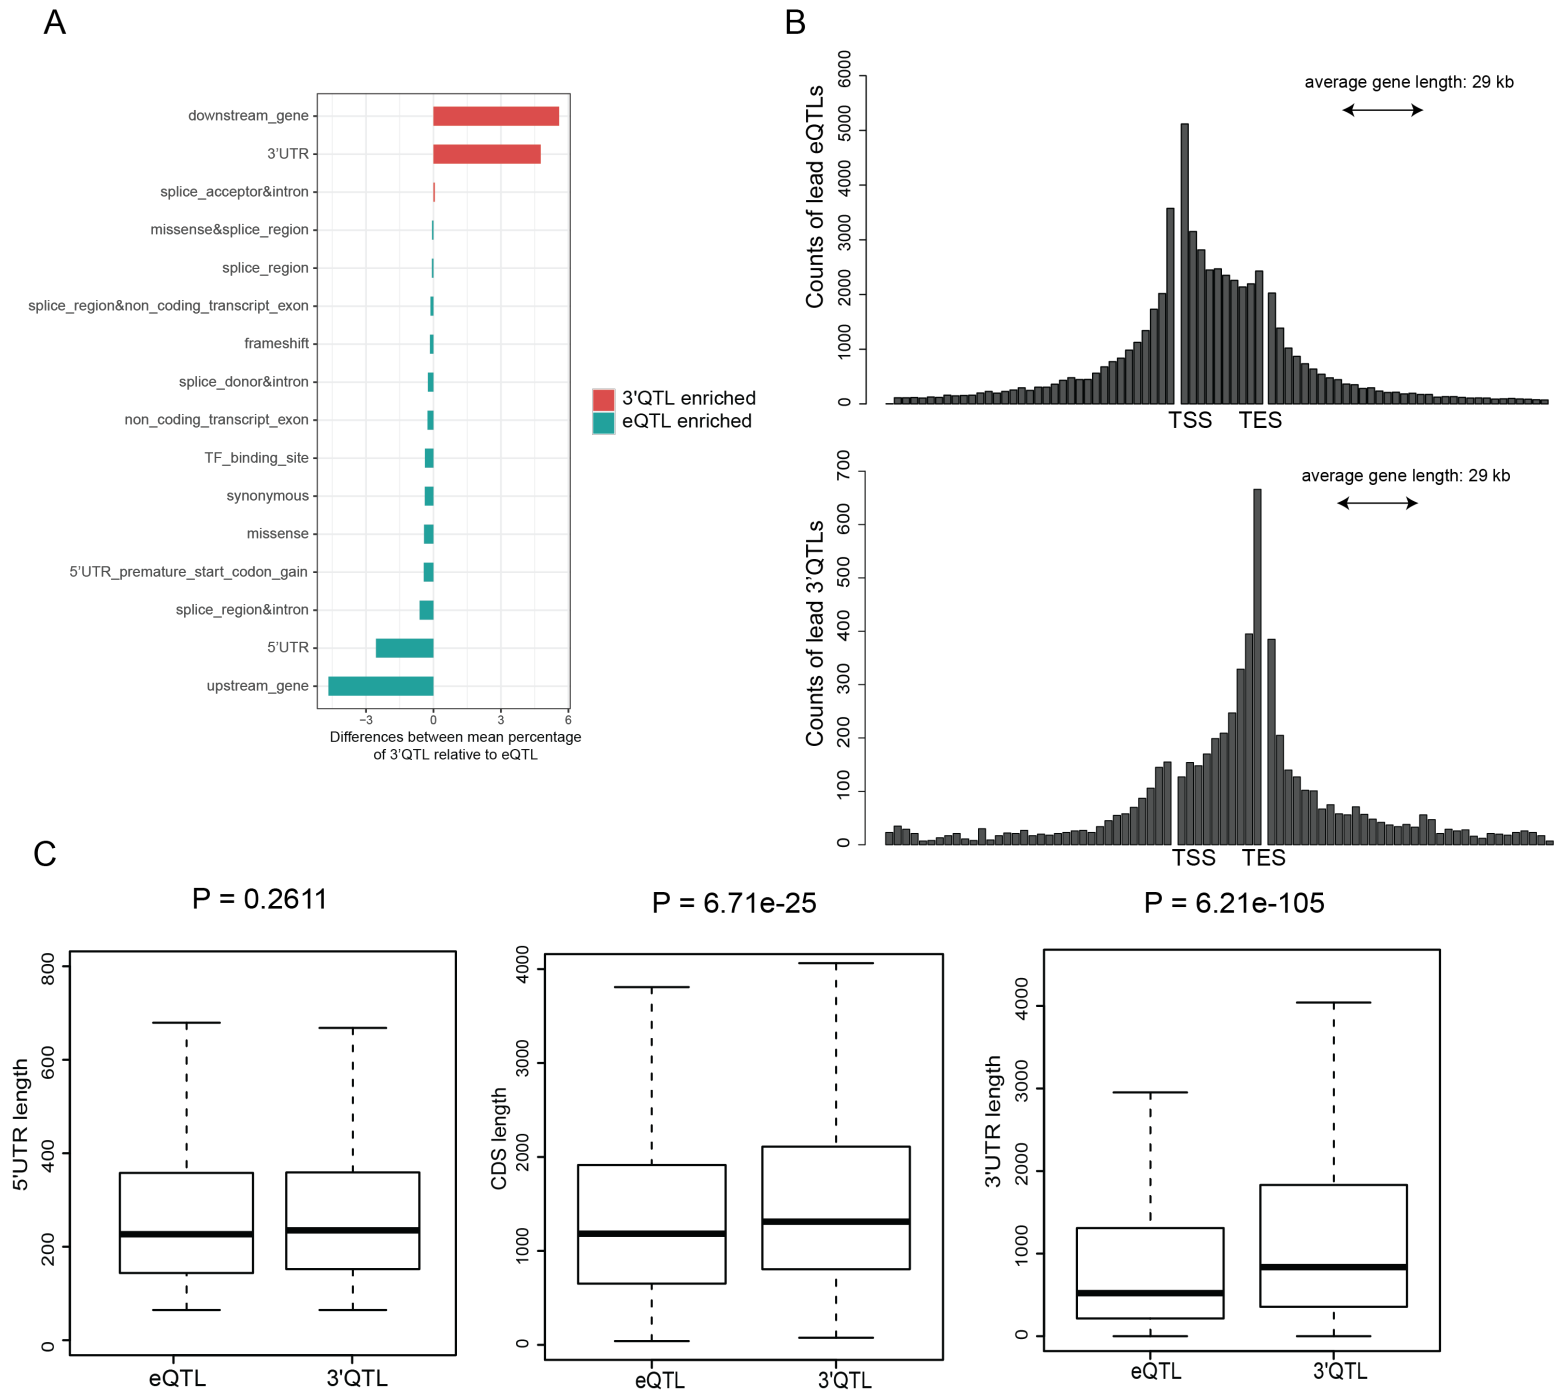 A
downstream_gene
3'UTR
splice_acceptor&intron
missense&splice_region
splice_region
splice_region&non_coding_transcript_exon
frameshift
splice_donor&intron
non_coding_transcript_exon
TF_binding_site
synonymous
missense
5'UTR_premature_start_codon_gain
splice_region&intron
5'UTR
upstream_gene
−3 0 3 6
Differences between mean percentage
of 3'QTL relative to eQTL
3'QTL enriched
eQTL enriched
B
Counts of lead eQTLs
0 1000 2000 3000 4000 5000 6000
average gene length: 29 kb
TSS TES
Counts of lead 3'QTLs
0 100 200 300 400 500 600 700
average gene length: 29 kb
TSS TES
C
P = 0.2611
5'UTR length
0 200 400 600 800
eQTL 3'QTL
P = 6.71e-25
CDS length
0 1000 2000 3000 4000
eQTL 3'QTL
P = 6.21e-105
3'UTR length
0 1000 2000 3000 4000
eQTL 3'QTL